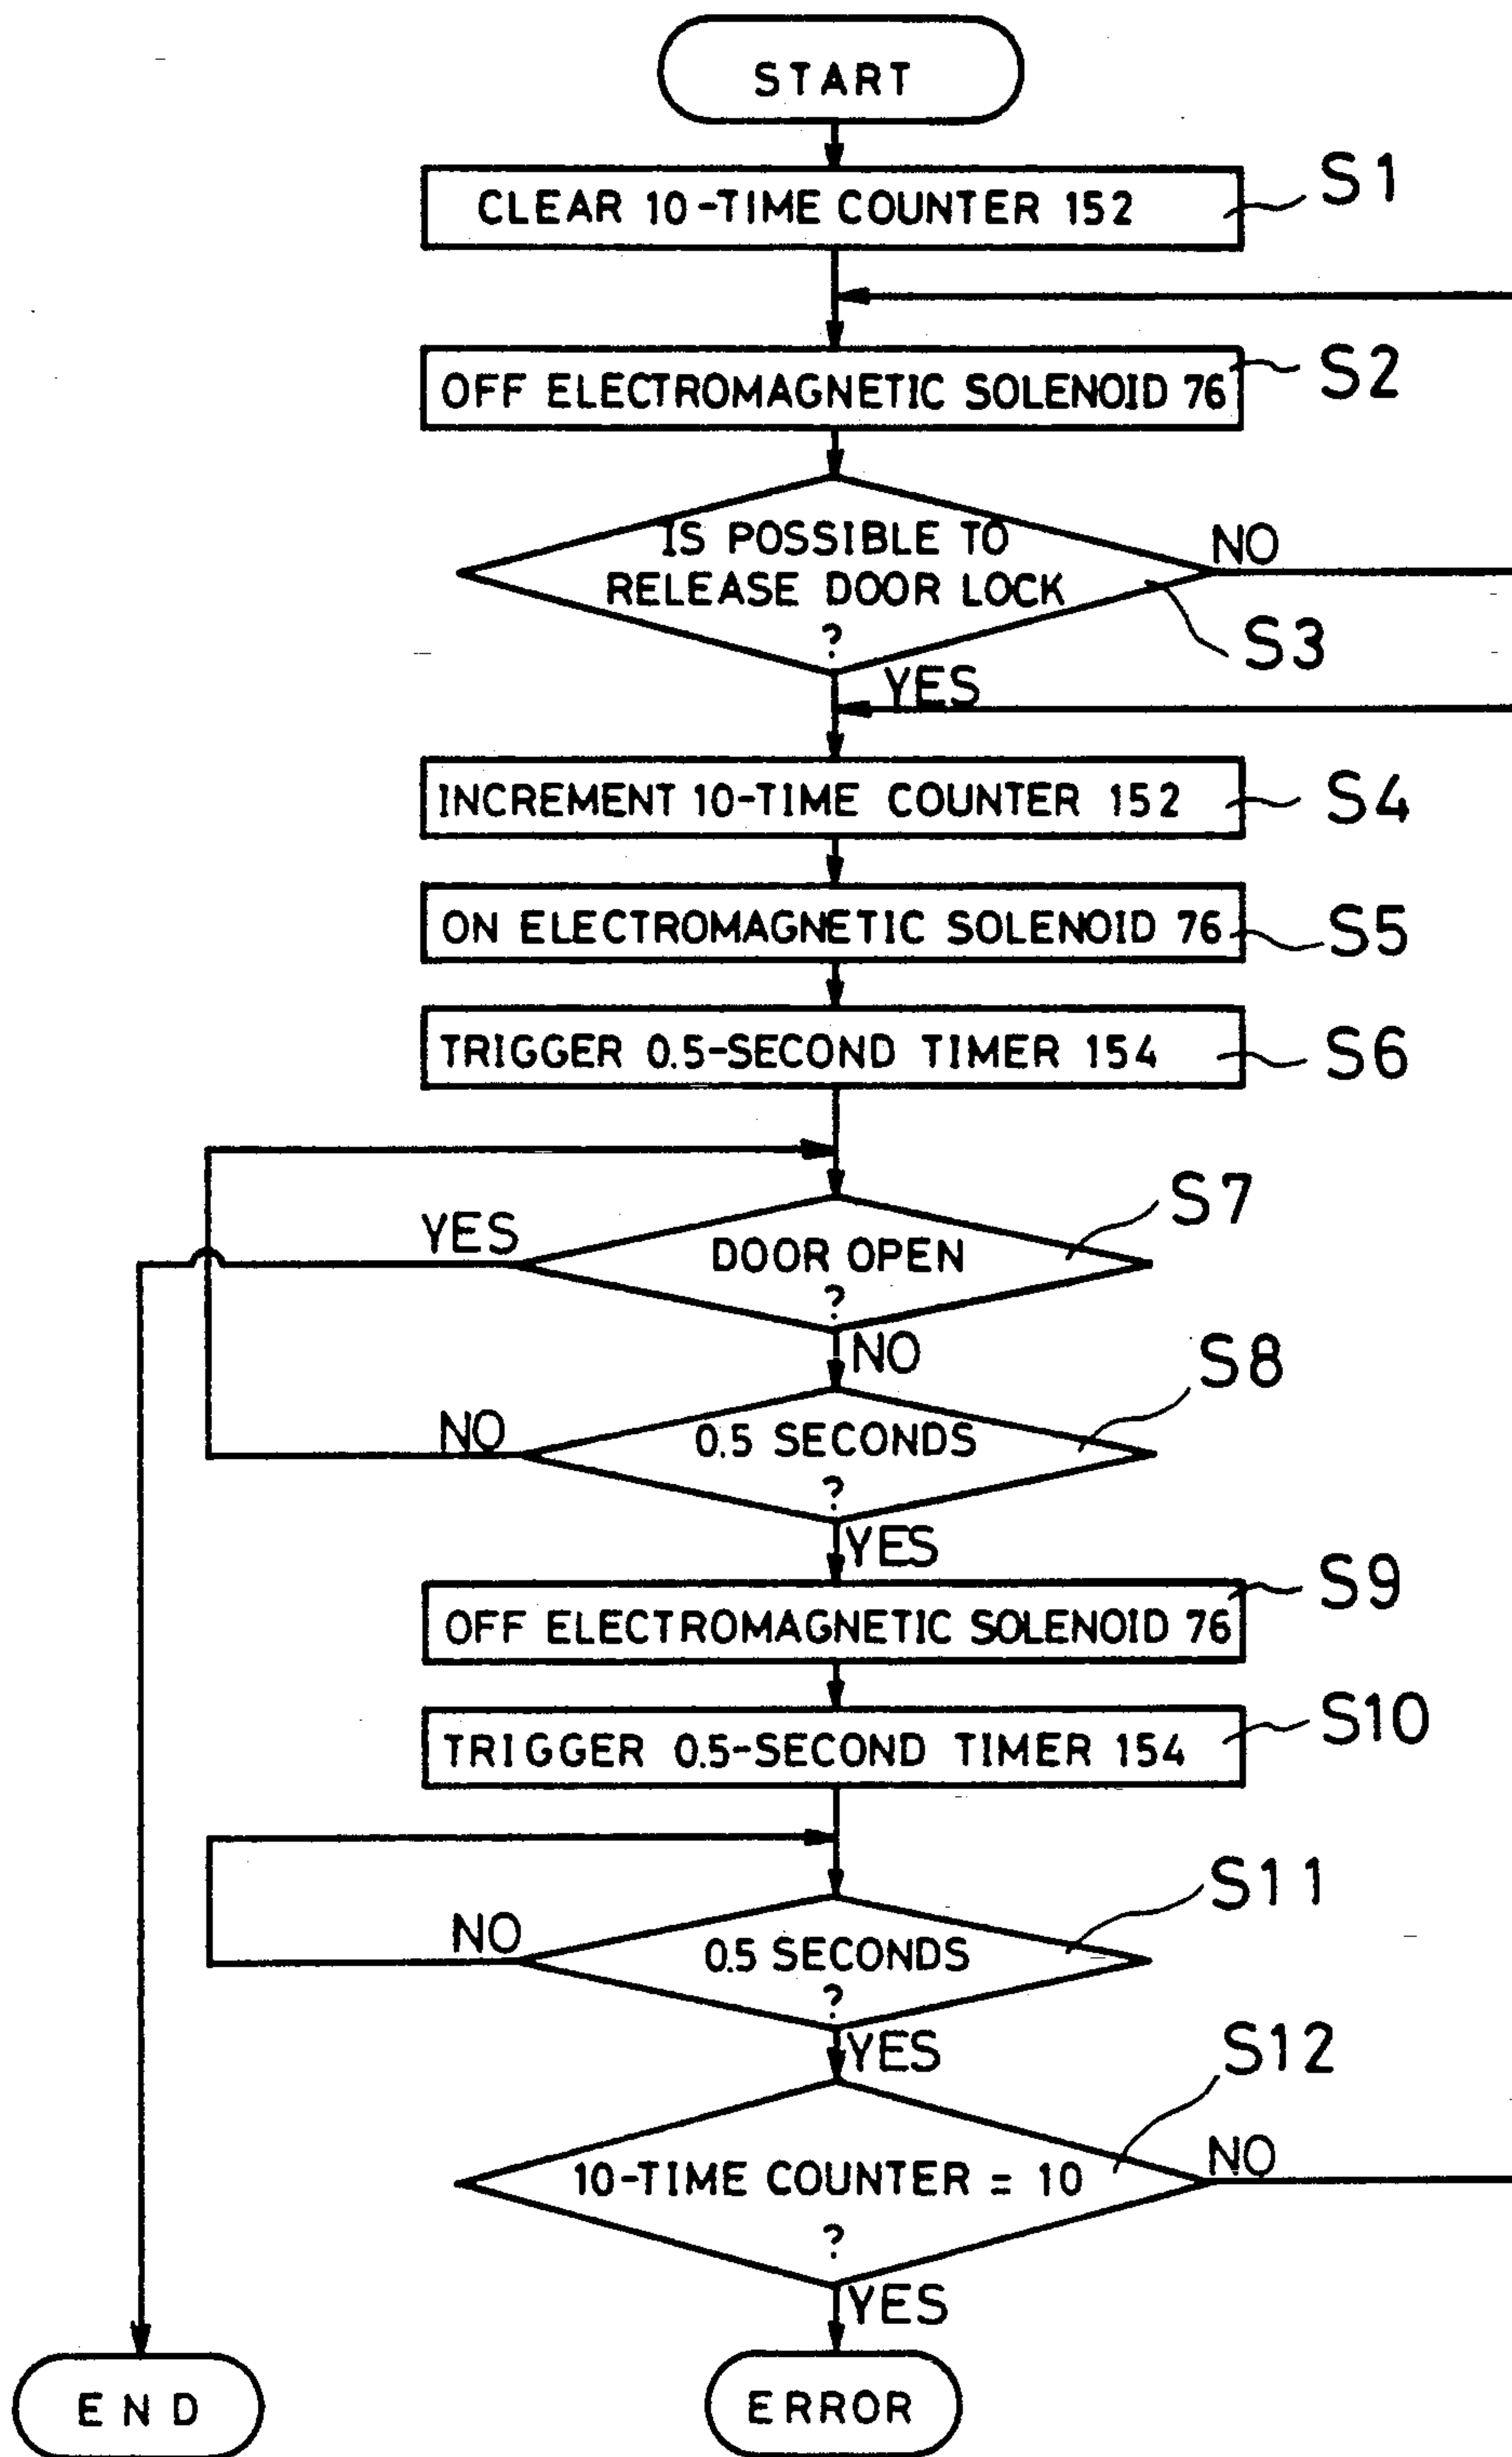 START
CLEAR 10-TIME COUNTER 152
S1
OFF ELECTROMAGNETIC SOLENOID 76
S2
IS POSSIBLE TO
RELEASE DOOR LOCK
?
NO
S3
YES
INCREMENT 10-TIME COUNTER 152
S4
ON ELECTROMAGNETIC SOLENOID 76
S5
TRIGGER 0.5-SECOND TIMER 154
S6
S7
YES
DOOR OPEN
?
NO
S8
NO
0.5 SECONDS
?
YES
OFF ELECTROMAGNETIC SOLENOID 76
S9
TRIGGER 0.5-SECOND TIMER 154
S10
S11
NO
0.5 SECONDS
?
YES
S12
10-TIME COUNTER = 10
?
NO
YES
END
ERROR